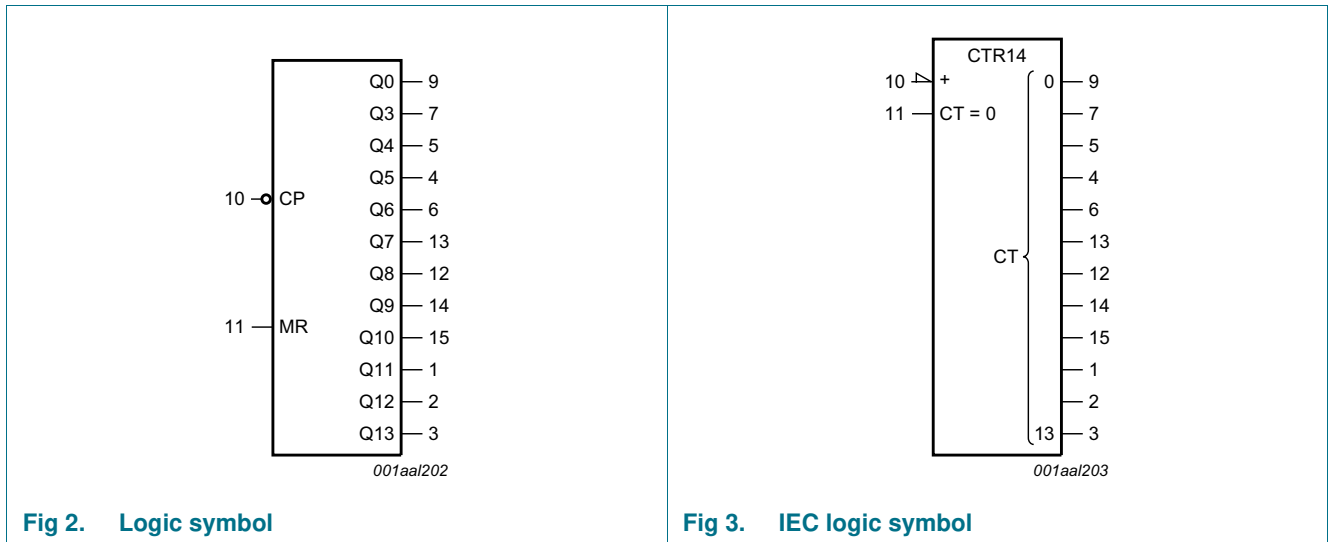 Q0 9
Q3 7
Q4 5
Q5 4
10 CP
Q6 6
Q7 13
Q8 12
Q9 14
11 MR
Q10 15
Q11 1
Q12 2
Q13 3
001aal202
Fig 2. Logic symbol
CTR14
10 + 0 9
11 CT = 0 7
5
4
6
13
CT
12
14
15
1
2
13 3
001aal203
Fig 3. IEC logic symbol